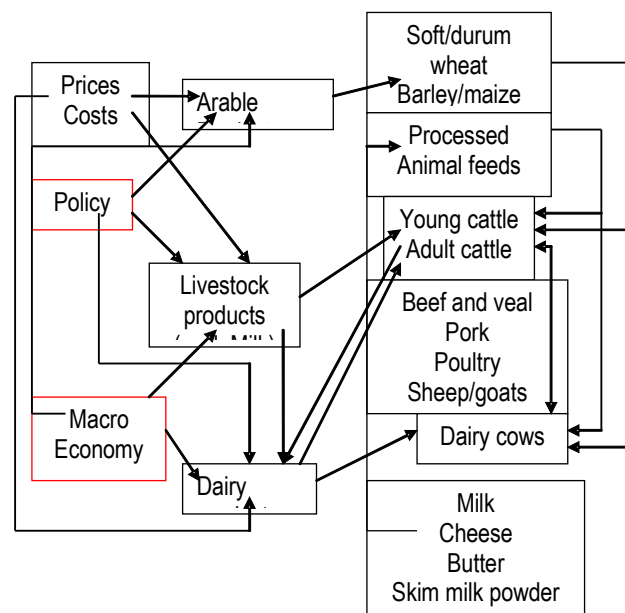 Prices
Costs
Policy
Macro
Economy
Arable
Livestock
products
Dairy
Soft/durum
wheat
Barley/maize
Processed
Animal feeds
Young cattle
Adult cattle
Beef and veal
Pork
Poultry
Sheep/goats
Dairy cows
Milk
Cheese
Butter
Skim milk powder